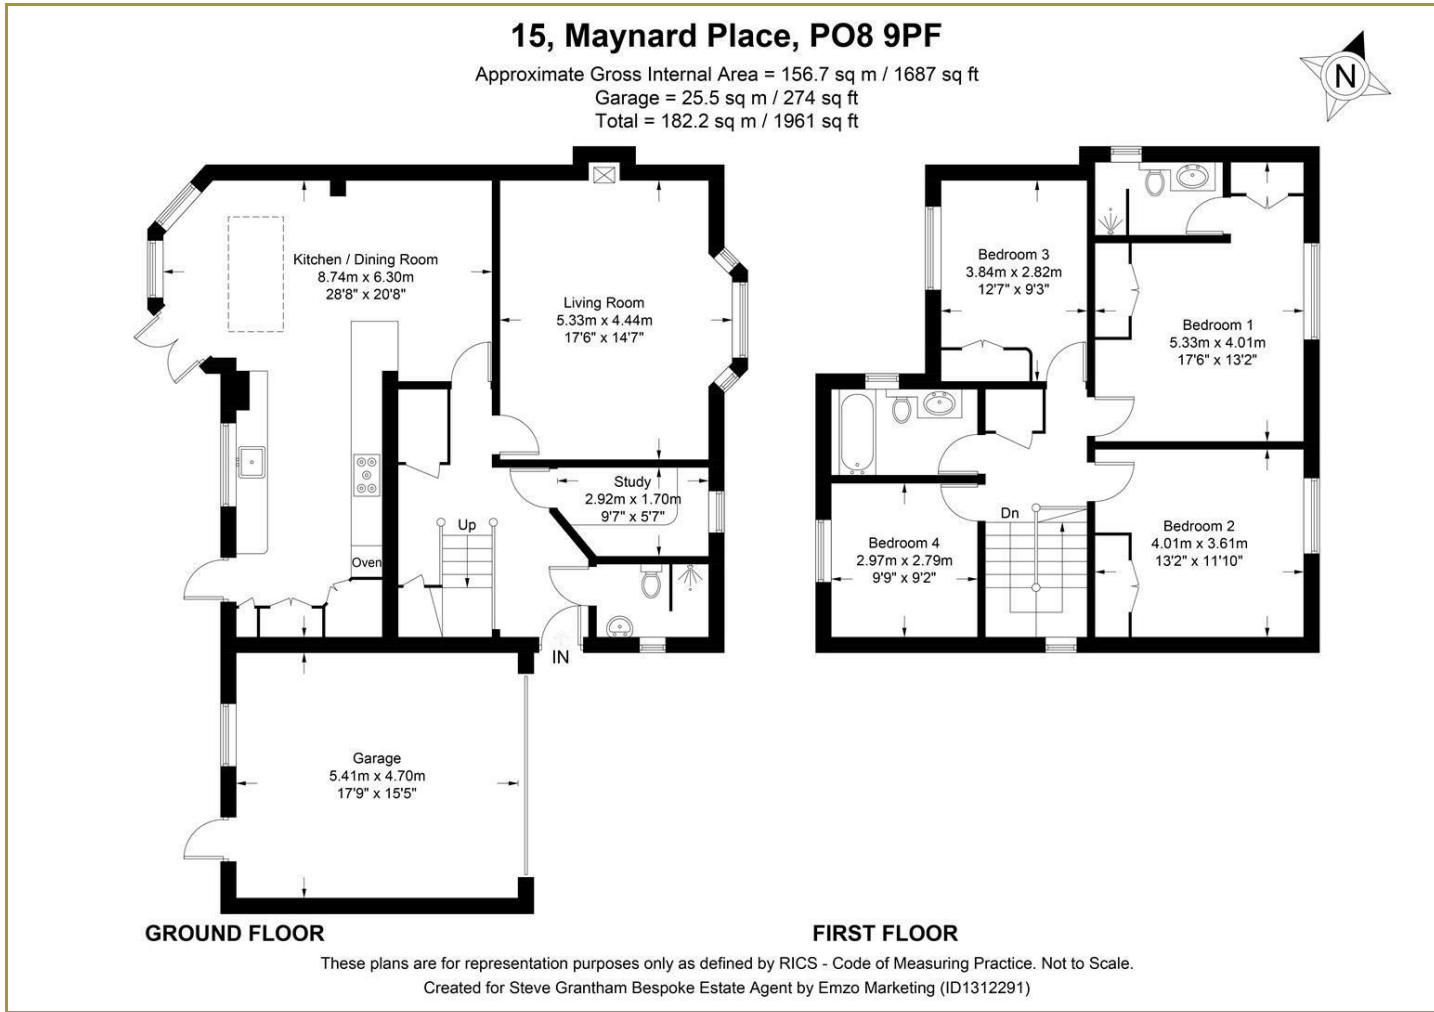 15, Maynard Place, PO8 9PF
Approximate Gross Internal Area = 156.7 sq m / 1687 sq ft
Garage = 25.5 sq m / 274 sq ft
Total = 182.2 sq m / 1961 sq ft
N
Kitchen / Dining Room
8.74m x 6.30m
28'8" x 20'8"
Living Room
5.33m x 4.44m
17'6" x 14'7"
Study
2.92m x 1.70m
9'7" x 5'7"
Up
Oven
IN
Garage
5.41m x 4.70m
17'9" x 15'5"
Bedroom 3
3.84m x 2.82m
12'7" x 9'3"
Bedroom 1
5.33m x 4.01m
17'6" x 13'2"
Dn
Bedroom 4
2.97m x 2.79m
9'9" x 9'2"
Bedroom 2
4.01m x 3.61m
13'2" x 11'10"
GROUND FLOOR
FIRST FLOOR
These plans are for representation purposes only as defined by RICS - Code of Measuring Practice. Not to Scale.
Created for Steve Grantham Bespoke Estate Agent by Emzo Marketing (ID1312291)